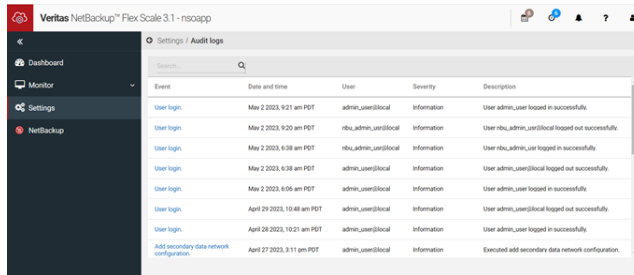 Veritas NetBackup™ Flex Scale 3.1 - nsoapp
Settings / Audit logs
Dashboard
Monitor
Settings
NetBackup
Search...
Event Date and time User Severity Description
User login. May 2 2023, 9:21 am PDT admin_user@local Information User admin_user logged in successfully.
User login. May 2 2023, 9:20 am PDT nbu_admin_usr@local Information User nbu_admin_usr@local logged out successfully.
User login. May 2 2023, 6:38 am PDT nbu_admin_usr@local Information User nbu_admin_usr logged in successfully.
User login. May 2 2023, 6:38 am PDT admin_user@local Information User admin_user@local logged out successfully.
User login. May 2 2023, 6:06 am PDT admin_user@local Information User admin_user logged in successfully.
User login. April 29 2023, 10:48 am PDT admin_user@local Information User admin_user@local logged out successfully.
User login. April 28 2023, 10:21 am PDT admin_user@local Information User admin_user logged in successfully.
Add secondary data network
configuration. April 27 2023, 3:11 pm PDT admin_user@local Information Executed add secondary data network configuration.